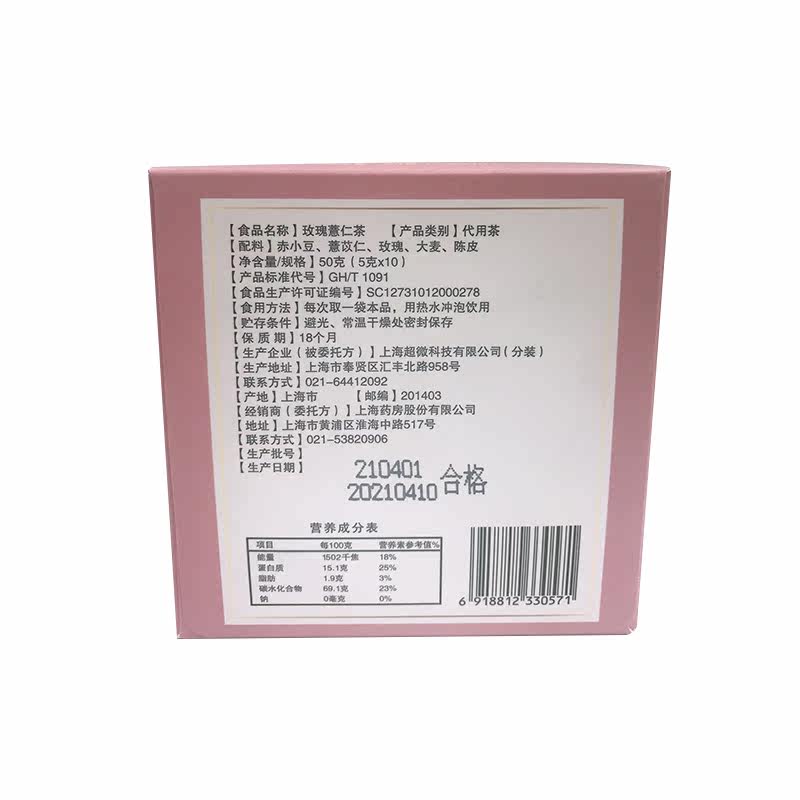 【食品名称】玫瑰薏仁茶 【产品类别】代用茶
【配料】赤小豆、薏苡仁、玫瑰、大麦、陈皮
【净含量/规格】50克（5克x10）
【产品标准代号】GH/T 1091
【食品生产许可证编号】SC12731012000278
【食用方法】每次取一袋本品，用热水冲泡饮用
【贮存条件】避光、常温干燥处密封保存
【保 质 期】18个月
【生产企业（被委托方）】上海超微科技有限公司（分装）
【生产地址】上海市奉贤区汇丰北路958号
【联系方式】021-64412092
【产地】上海市 【邮编】201403
【经销商（委托方）】上海药房股份有限公司
【地址】上海市黄浦区淮海中路517号
【联系方式】021-53820906
【生产批号】
【生产日期】
210401
20210410 合格
营养成分表
项目 每100克 营养素参考值%
能量 1502千焦 18%
蛋白质 15.1克 25%
脂肪 1.9克 3%
碳水化合物 69.1克 23%
钠 0毫克 0%
6 918812 330571